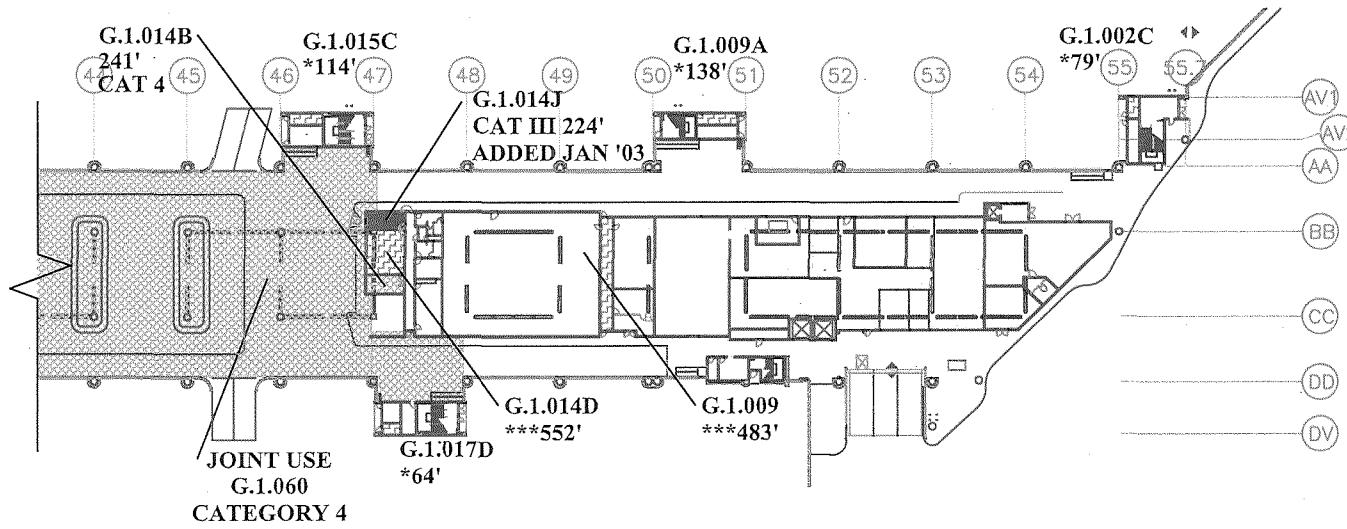 G.1.014B
241'
CAT 4
G.1.015C
*114'
G.1.009A
*138'
G.1.002C
*79'
44
45
46
47
48
49
50
51
52
53
54
55
55.7
G.1.014J
CAT III 224'
ADDED JAN '03
AV1
AA
BB
CC
DD
DV
G.1.014D
***552'
G.1.009
***483'
G.1.017D
*64'
JOINT USE
G.1.060
CATEGORY 4